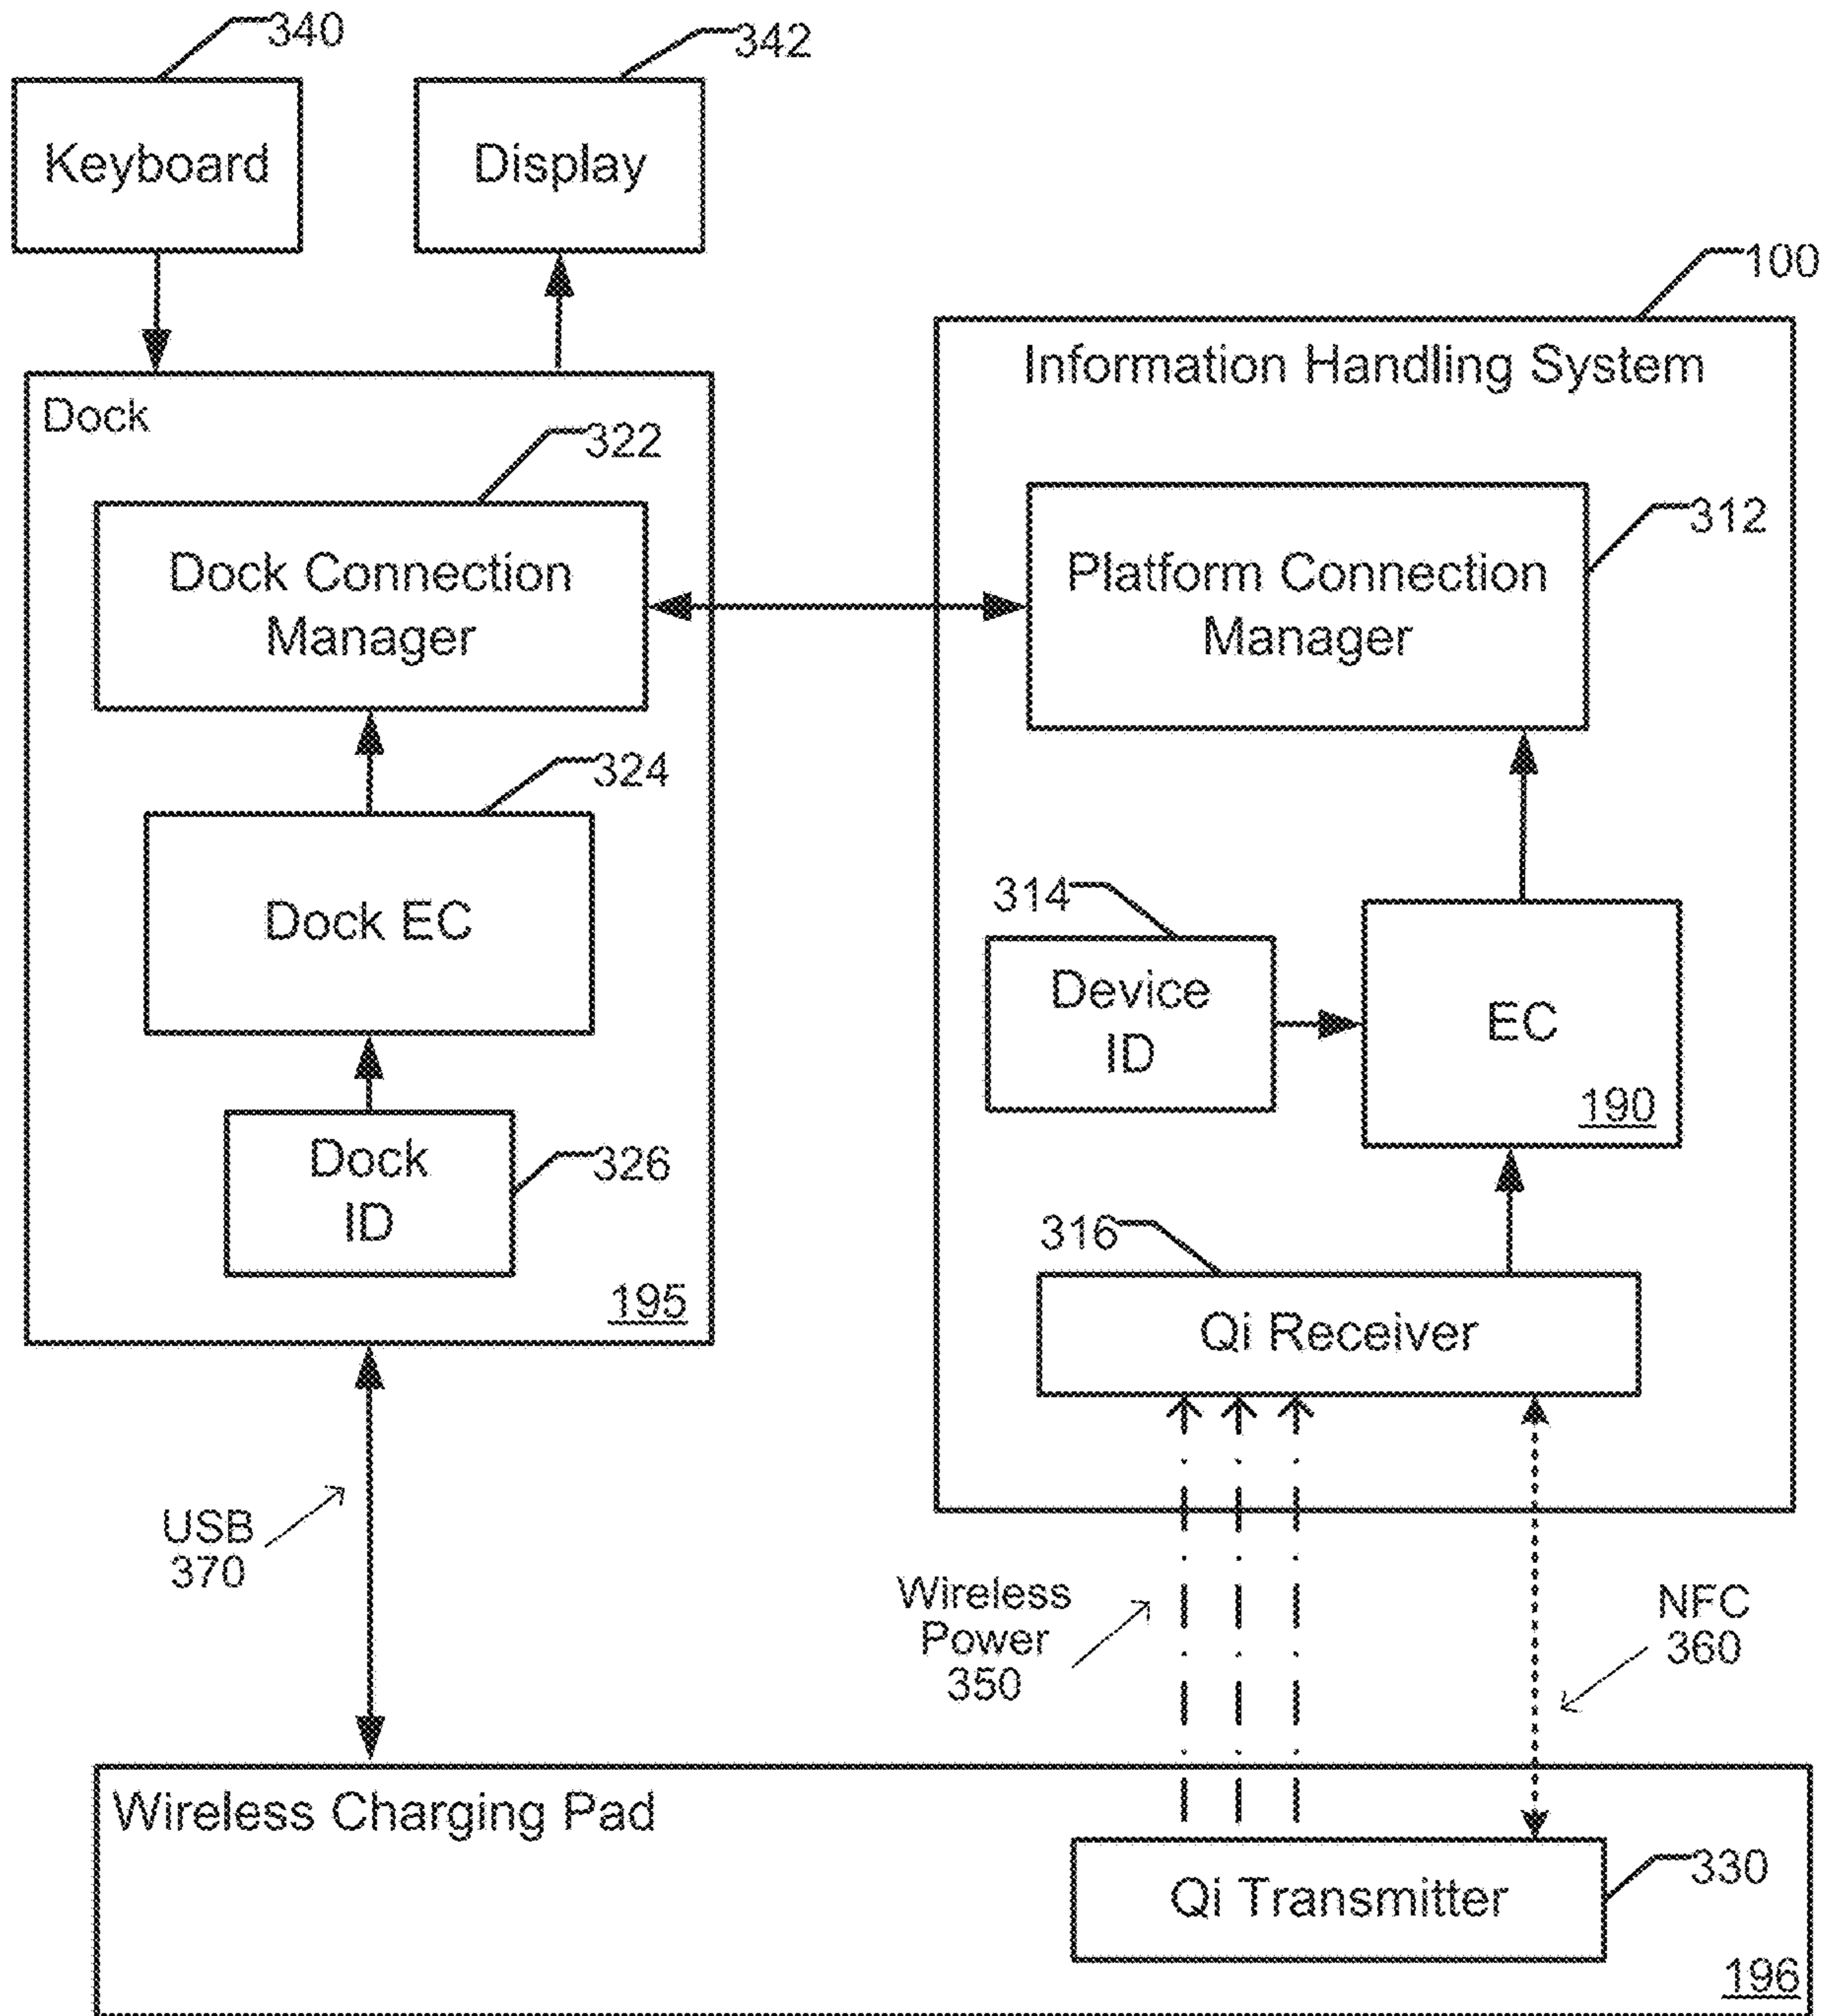 340
342
Keyboard
Display
100
Information Handling System
Dock
322
Dock Connection
Manager
312
Platform Connection
Manager
324
Dock EC
314
Device
ID
EC
190
Dock
ID
326
195
316
Qi Receiver
USB
370
Wireless
Power
350
NFC
360
Wireless Charging Pad
Qi Transmitter
330
196